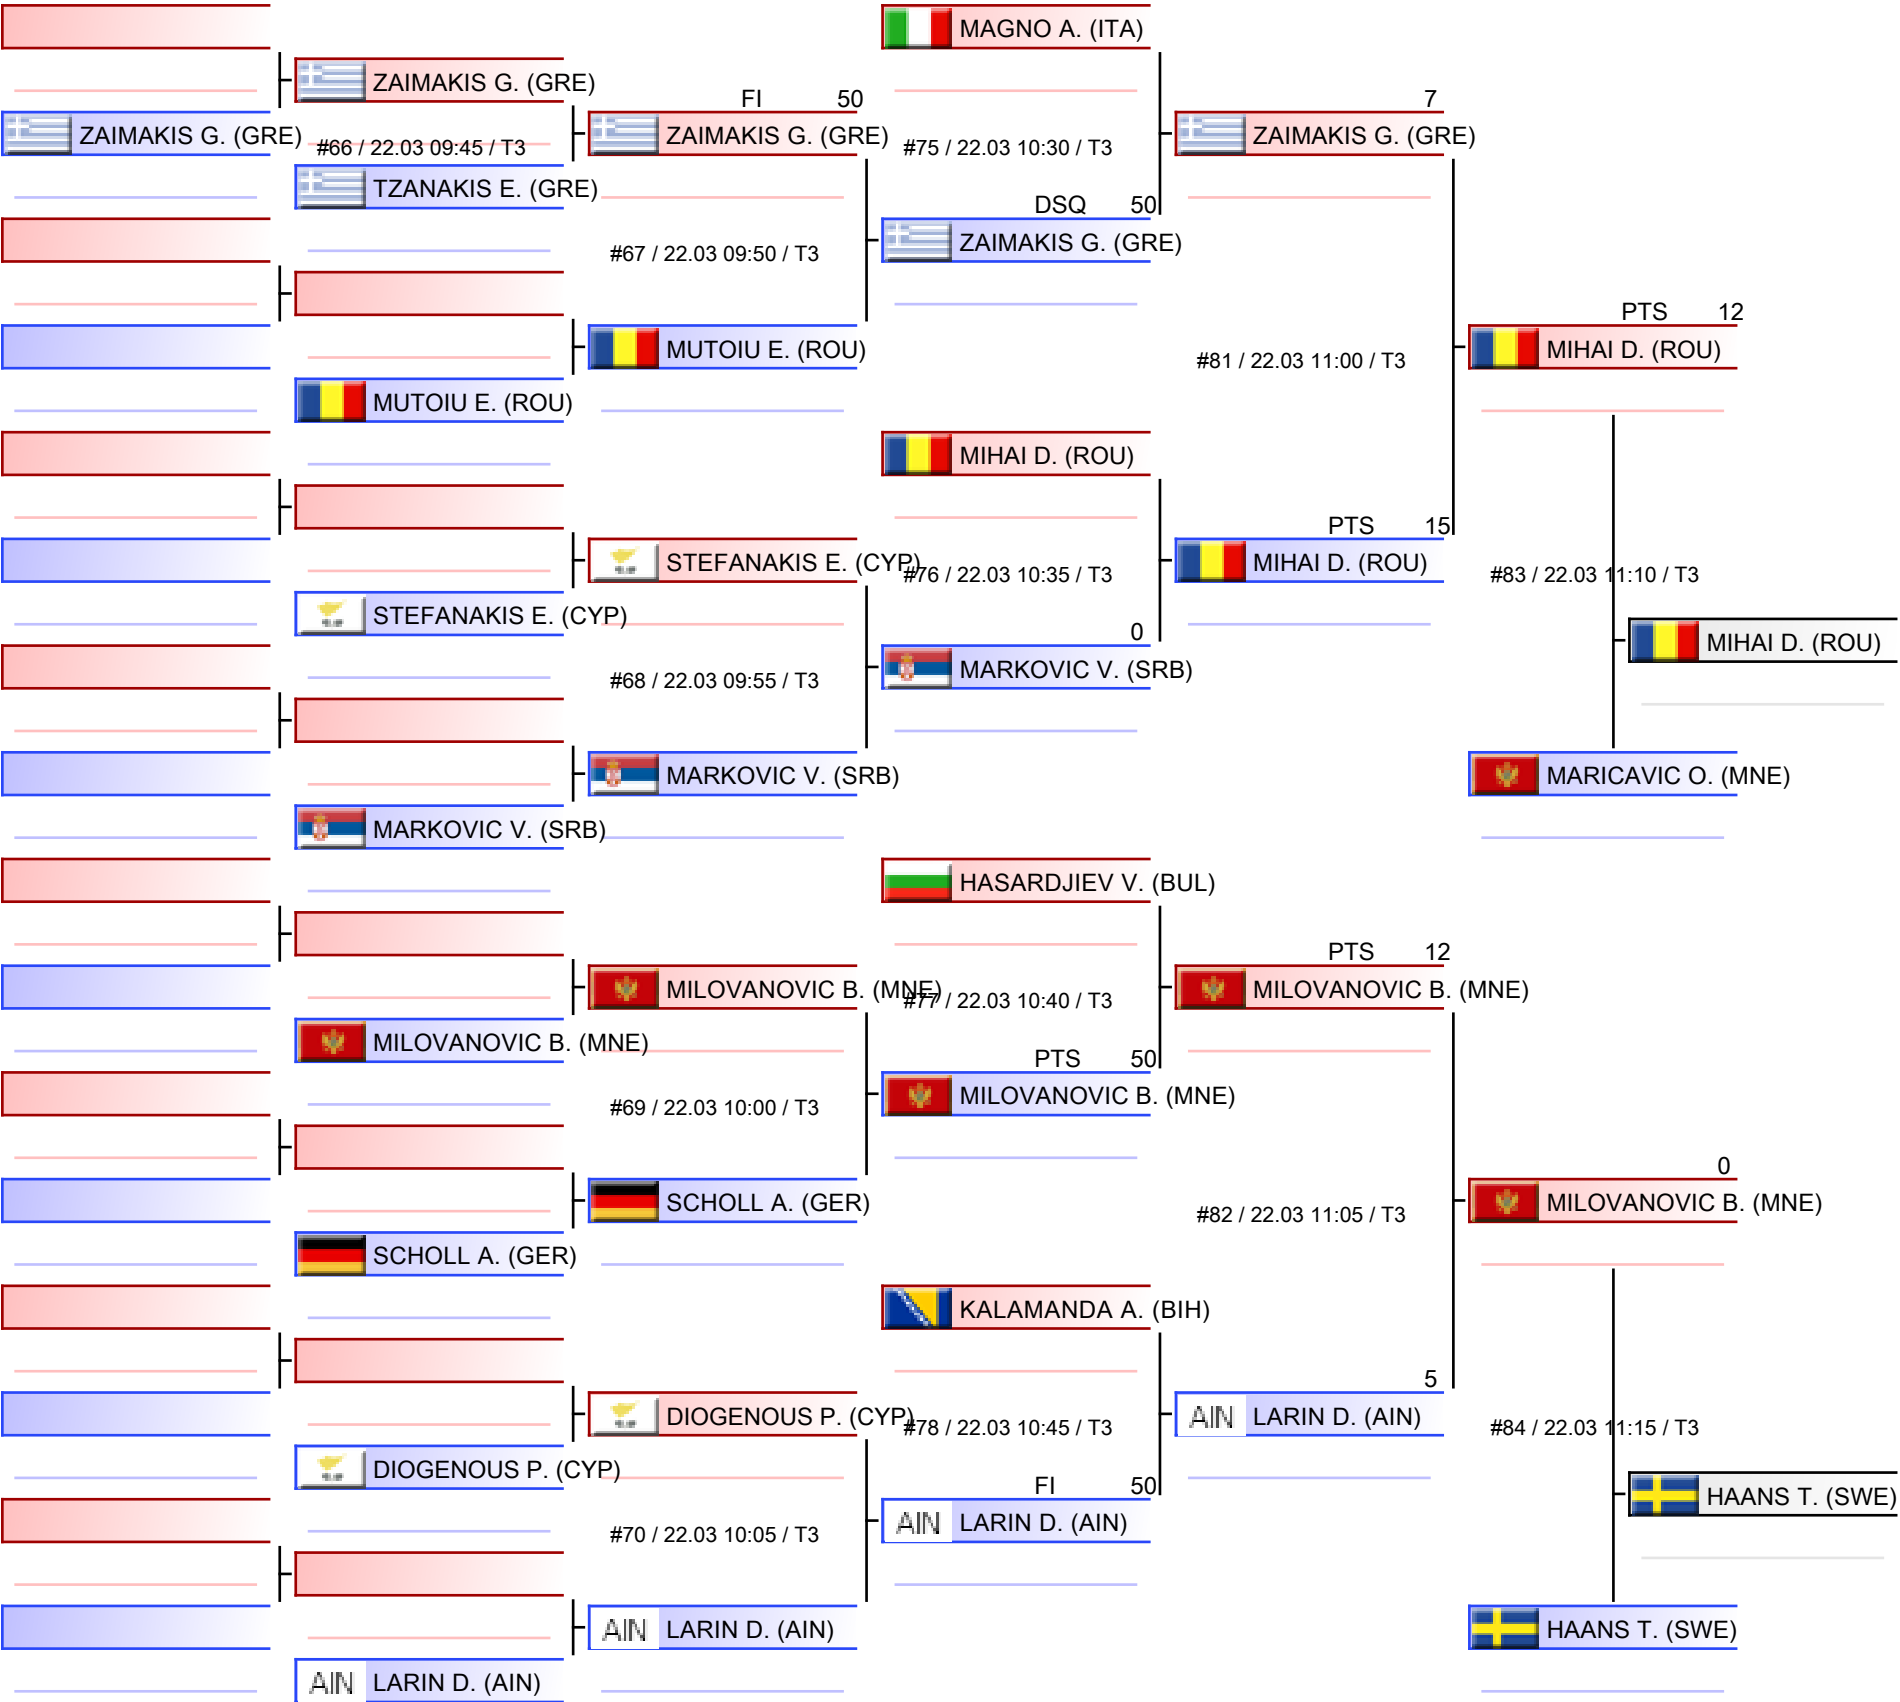 MAGNO A. (ITA)
ZAIMAKIS G. (GRE)
FI 50
7
ZAIMAKIS G. (GRE)
#66 / 22.03 09:45 / T3
ZAIMAKIS G. (GRE)
#75 / 22.03 10:30 / T3
ZAIMAKIS G. (GRE)
TZANAKIS E. (GRE)
DSQ 50
#67 / 22.03 09:50 / T3
ZAIMAKIS G. (GRE)
PTS 12
MUTOIU E. (ROU)
#81 / 22.03 11:00 / T3
MIHAI D. (ROU)
MUTOIU E. (ROU)
MIHAI D. (ROU)
PTS 15
STEFANAKIS E. (CYP)
#76 / 22.03 10:35 / T3
MIHAI D. (ROU)
#83 / 22.03 11:10 / T3
STEFANAKIS E. (CYP)
0
MIHAI D. (ROU)
#68 / 22.03 09:55 / T3
MARKOVIC V. (SRB)
MARKOVIC V. (SRB)
MARICAVIC O. (MNE)
MARKOVIC V. (SRB)
HASARDJIEV V. (BUL)
PTS 12
MILOVANOVIC B. (MNE)
#77 / 22.03 10:40 / T3
MILOVANOVIC B. (MNE)
MILOVANOVIC B. (MNE)
PTS 50
#69 / 22.03 10:00 / T3
MILOVANOVIC B. (MNE)
0
SCHOLL A. (GER)
#82 / 22.03 11:05 / T3
MILOVANOVIC B. (MNE)
SCHOLL A. (GER)
KALAMANDA A. (BIH)
5
DIOGENOUS P. (CYP)
#78 / 22.03 10:45 / T3
AIN LARIN D. (AIN)
#84 / 22.03 11:15 / T3
DIOGENOUS P. (CYP)
FI 50
HAANS T. (SWE)
#70 / 22.03 10:05 / T3
AIN LARIN D. (AIN)
AIN LARIN D. (AIN)
HAANS T. (SWE)
AIN LARIN D. (AIN)